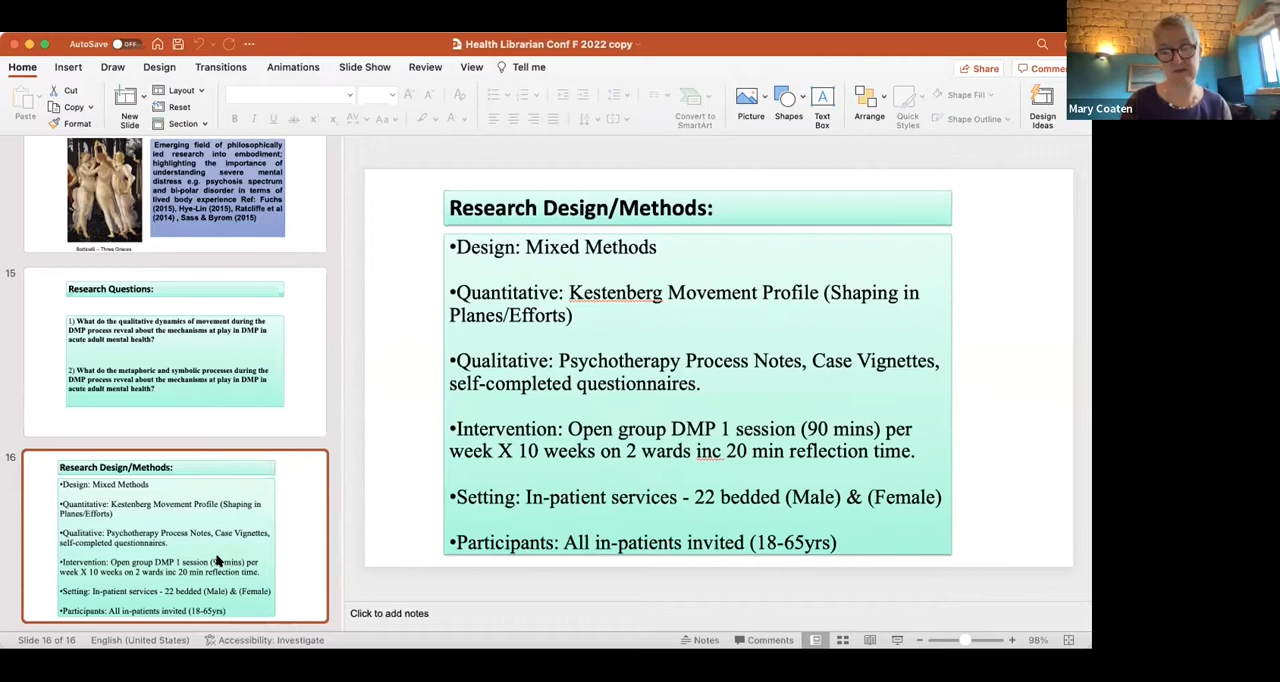 AutoSave
OFF
Health Librarian Conf F 2022 copy
Mary Coaten
Home
Insert
Draw
Design
Transitions
Animations
Slide Show
Review
View
Tell me
Share
Comme
Paste
Cut
Copy
Format
New
Slide
Layout
Reset
Section
Convert to
SmartArt
Picture
Shapes
Text
Box
Arrange
Quick
Styles
Shape Fill
Shape Outline
Design
Ideas
Emerging field of philosophically
led research into embodiment;
highlighting the importance of
understanding severe mental
distress e.g. psychosis spectrum
and bi-polar disorder in terms of
lived body experience Ref: Fuchs
(2015), Hye-Lin (2015), Ratcliffe et al
(2014) , Sass & Byrom (2015)
Botticelli – Three Graces
15
Research Questions:
1) What do the qualitative dynamics of movement during the
DMP process reveal about the mechanisms at play in DMP in
acute adult mental health?
2) What do the metaphoric and symbolic processes during the
DMP process reveal about the mechanisms at play in DMP in
acute adult mental health?
16
Research Design/Methods:
•Design: Mixed Methods
•Quantitative: Kestenberg Movement Profile (Shaping in
Planes/Efforts)
•Qualitative: Psychotherapy Process Notes, Case Vignettes,
self-completed questionnaires.
•Intervention: Open group DMP 1 session (90 mins) per
week X 10 weeks on 2 wards inc 20 min reflection time.
•Setting: In-patient services - 22 bedded (Male) & (Female)
•Participants: All in-patients invited (18-65yrs)
Research Design/Methods:
•Design: Mixed Methods
•Quantitative: Kestenberg Movement Profile (Shaping in
Planes/Efforts)
•Qualitative: Psychotherapy Process Notes, Case Vignettes,
self-completed questionnaires.
•Intervention: Open group DMP 1 session (90 mins) per
week X 10 weeks on 2 wards inc 20 min reflection time.
•Setting: In-patient services - 22 bedded (Male) & (Female)
•Participants: All in-patients invited (18-65yrs)
Click to add notes
Slide 16 of 16
English (United States)
Accessibility: Investigate
Notes
Comments
98%